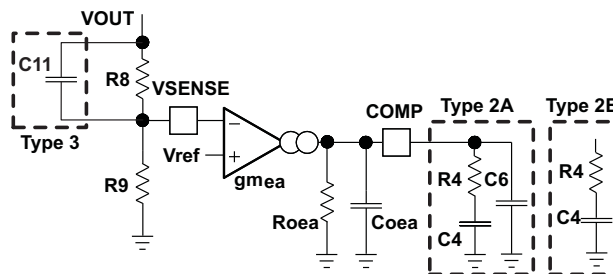 VOUT
C11
R8
VSENSE
COMP
Type 2A
Type 2B
Type 3
Vref
gmea
R9
Roea
Coea
R4
C6
C4
R4
C4
−
+